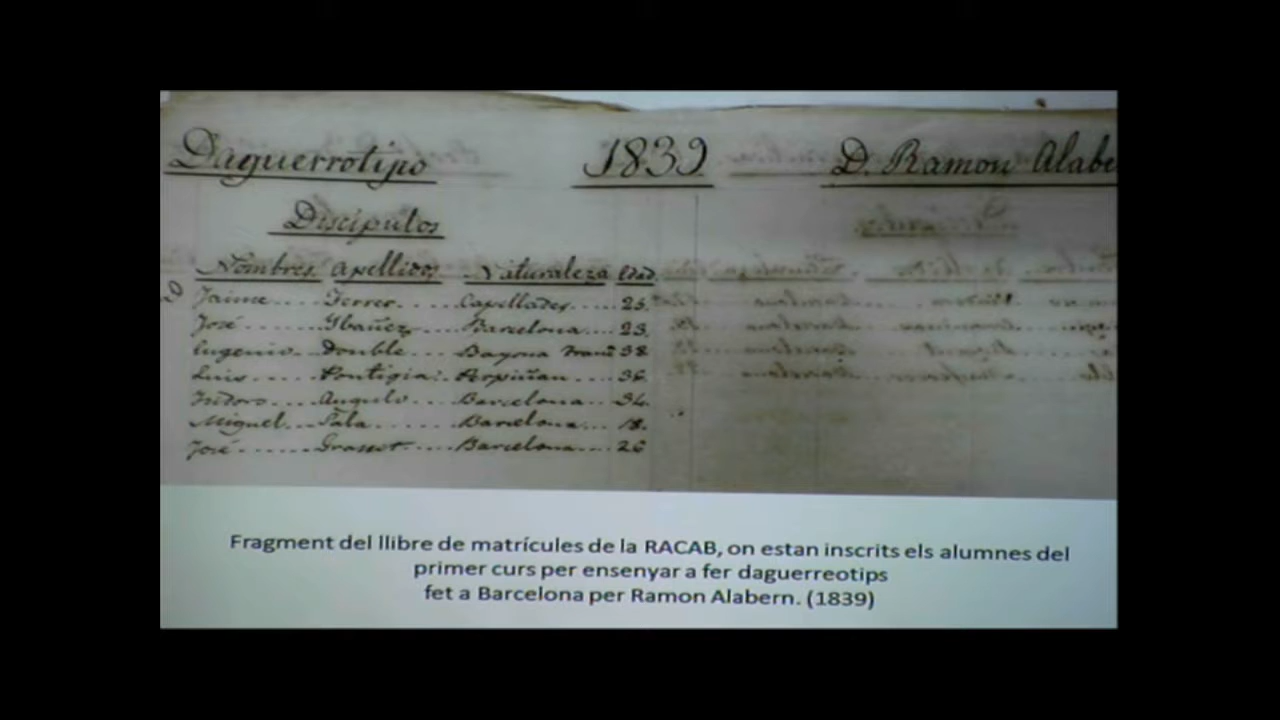 Daguerrotipo 1839 D. Ramon Alabe
Discipulos
Nombres Apellidos Naturaleza Edad
D Jaime.... Ferrer.... Capellades.... 25.
José...... Ybañez... Barcelona.... 23.
Eugenio.. Double.... Bayona 38
Luis..... Pontigia.. Perpiñan... 36.
Isidoro... Angulo... Barcelona... 34.
Miguel... Sala...... Barcelona... 18.
José....... Grasset.... Barcelona.... 26
Fragment del llibre de matrícules de la RACAB, on estan inscrits els alumnes del
primer curs per ensenyar a fer daguerreotips
fet a Barcelona per Ramon Alabern. (1839)